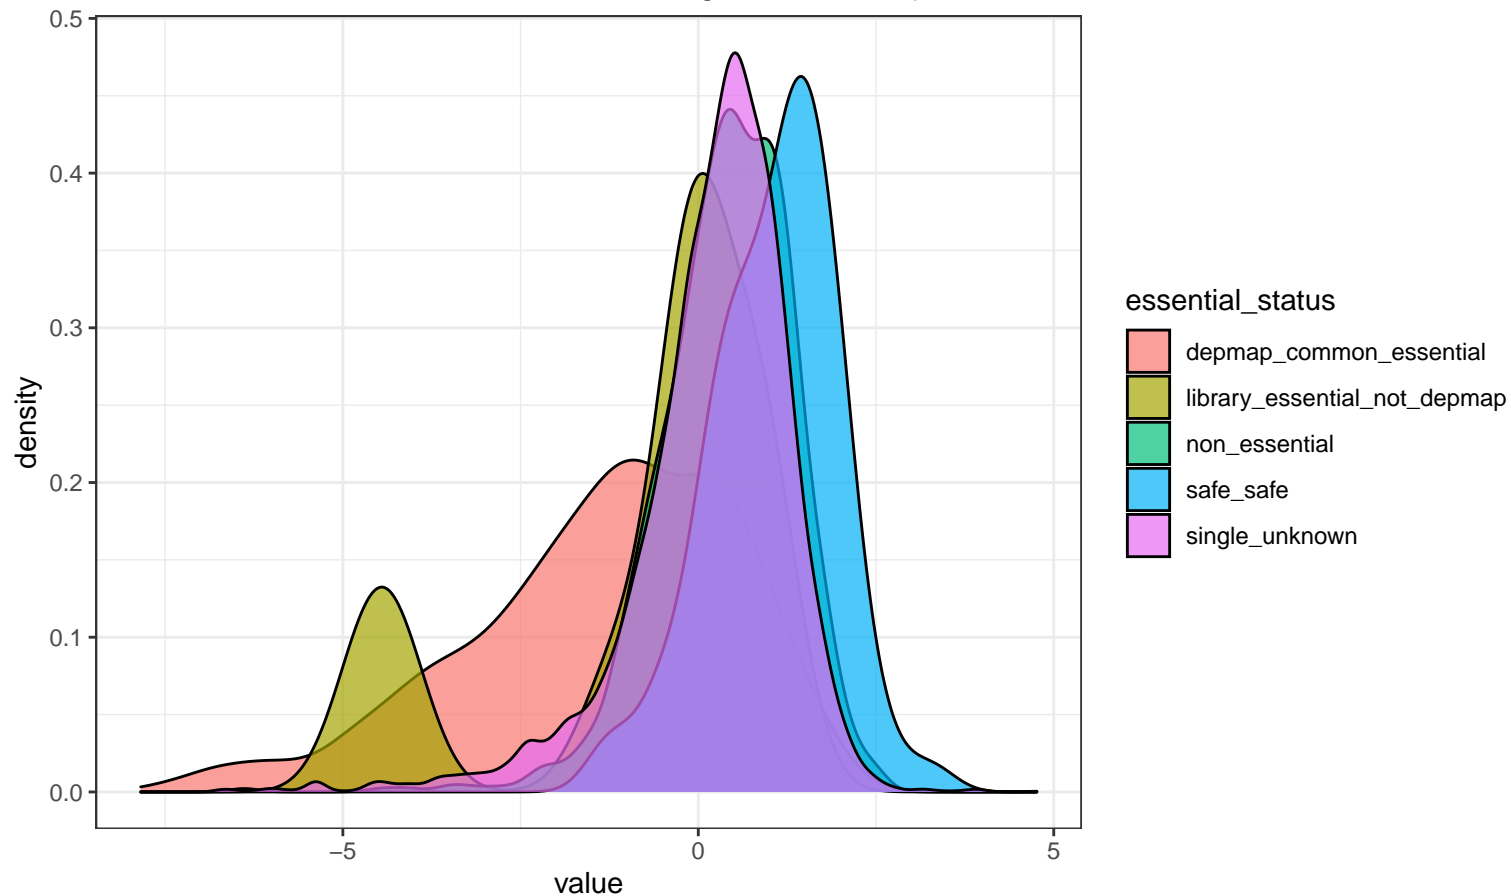 0.5
0.4
0.3
0.2
0.1
0.0
density
−5
0
5
value
essential_status
depmap_common_essential
library_essential_not_depmap
non_essential
safe_safe
single_unknown